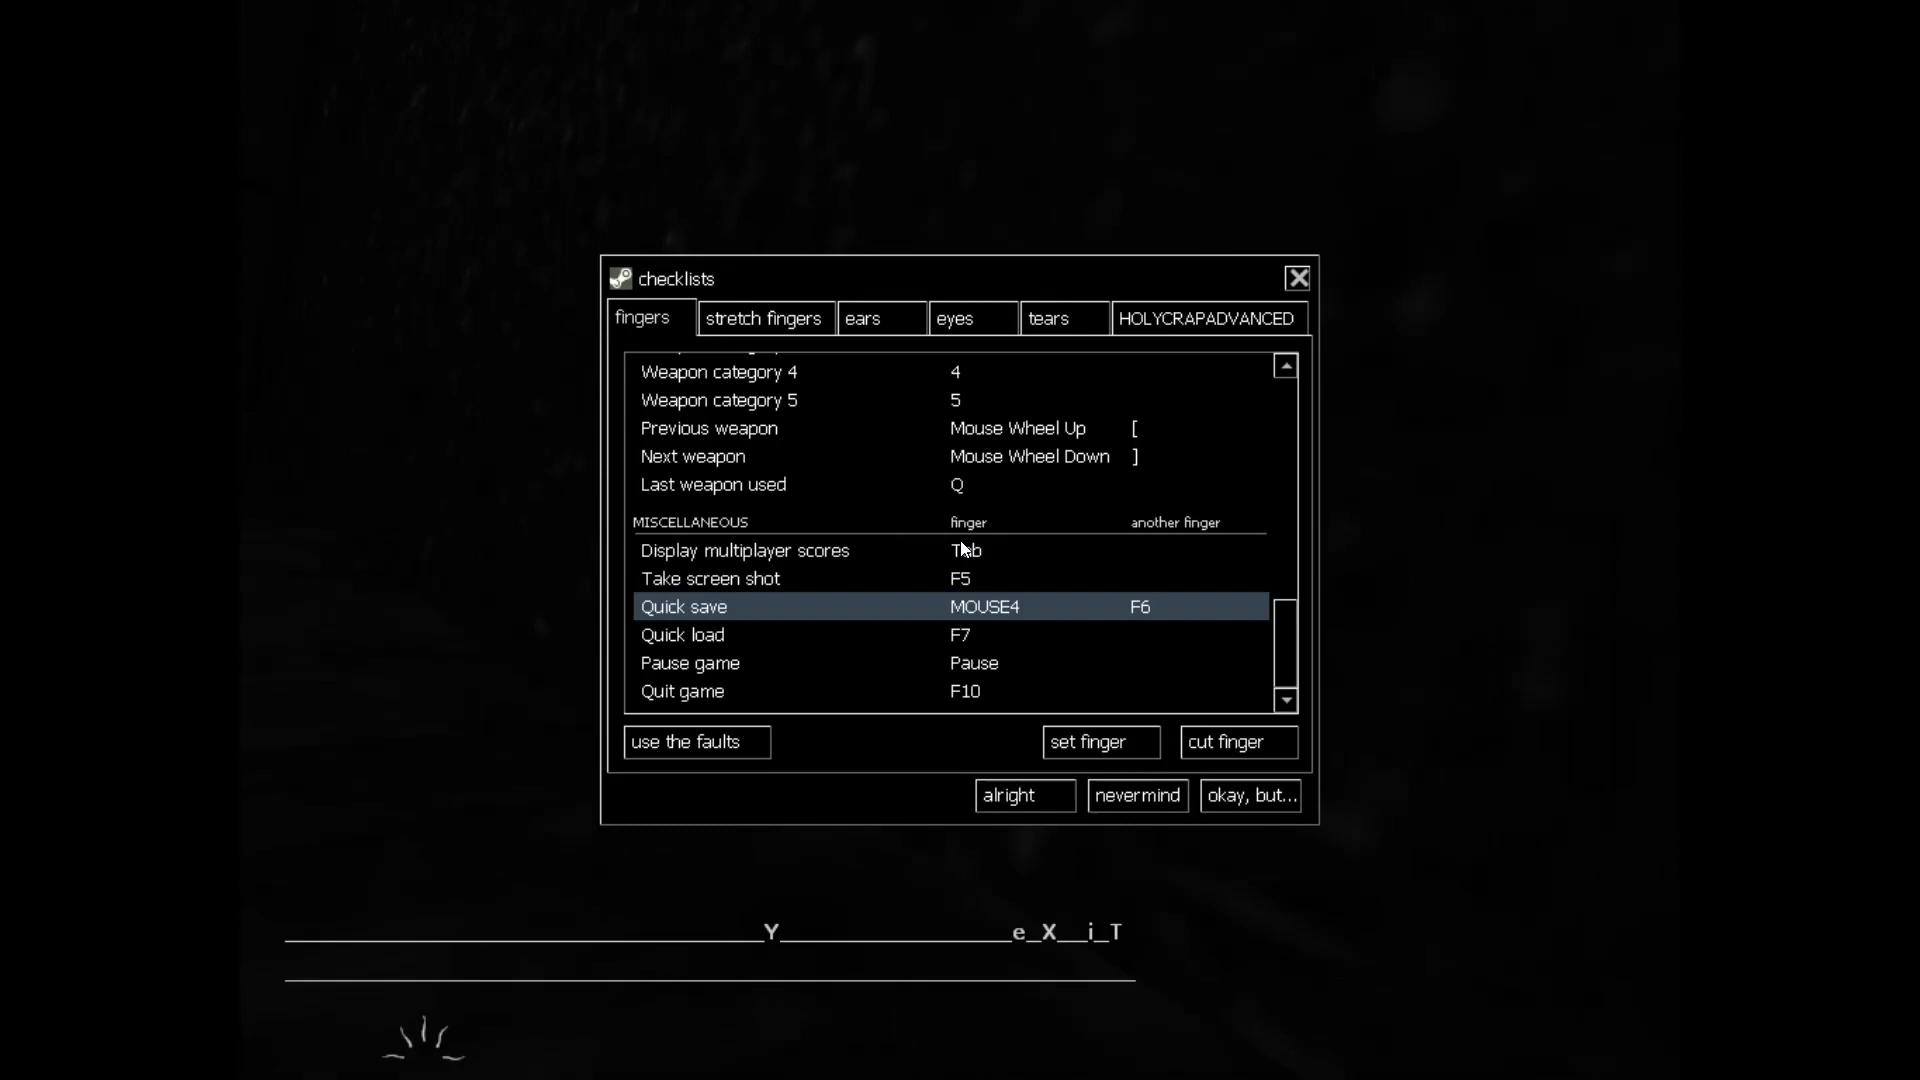 checklists
fingers stretch fingers ears eyes tears HOLYCRAPADVANCED
Weapon category 4 4
Weapon category 5 5
Previous weapon Mouse Wheel Up [
Next weapon Mouse Wheel Down ]
Last weapon used Q
MISCELLANEOUS finger another finger
Display multiplayer scores Tab
Take screen shot F5
Quick save MOUSE4 F6
Quick load F7
Pause game Pause
Quit game F10
use the faults set finger cut finger
alright nevermind okay, but...
Y e_X__i_T